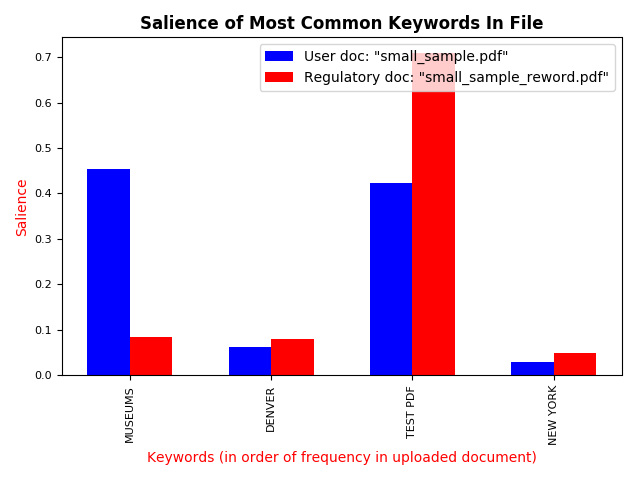 Salience of Most Common Keywords In File
User doc: "small_sample.pdf"
Regulatory doc: "small_sample_reword.pdf"
Salience
0.7
0.6
0.5
0.4
0.3
0.2
0.1
0.0
MUSEUMS
DENVER
TEST PDF
NEW YORK
Keywords (in order of frequency in uploaded document)